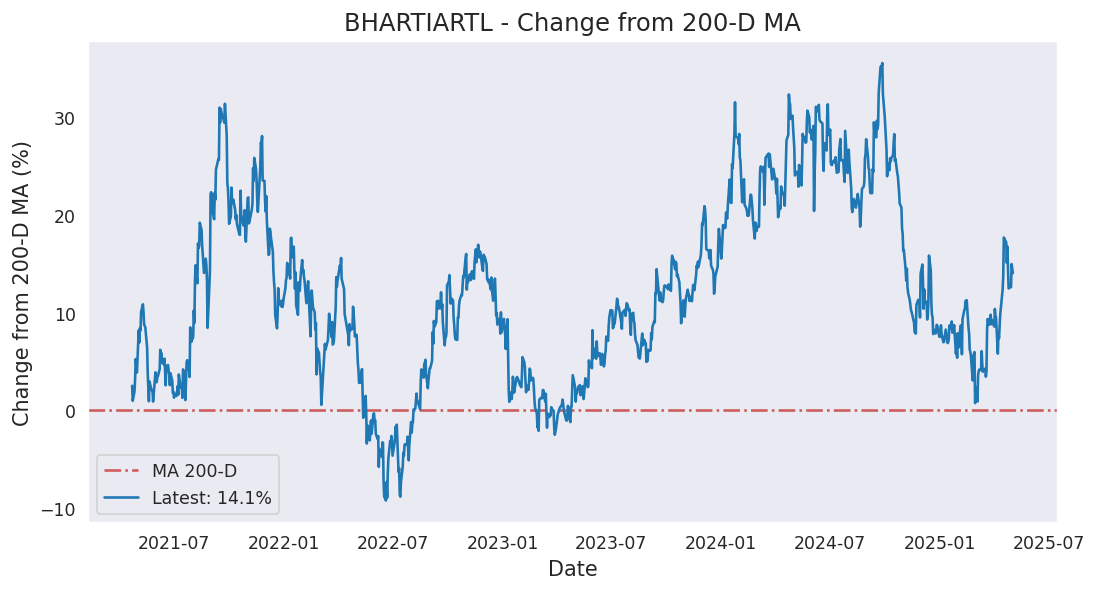 BHARTIARTL - Change from 200-D MA
Change from 200-D MA (%)
30
20
10
0
−10
MA 200-D
Latest: 14.1%
2021-07 2022-01 2022-07 2023-01 2023-07 2024-01 2024-07 2025-01 2025-07
Date